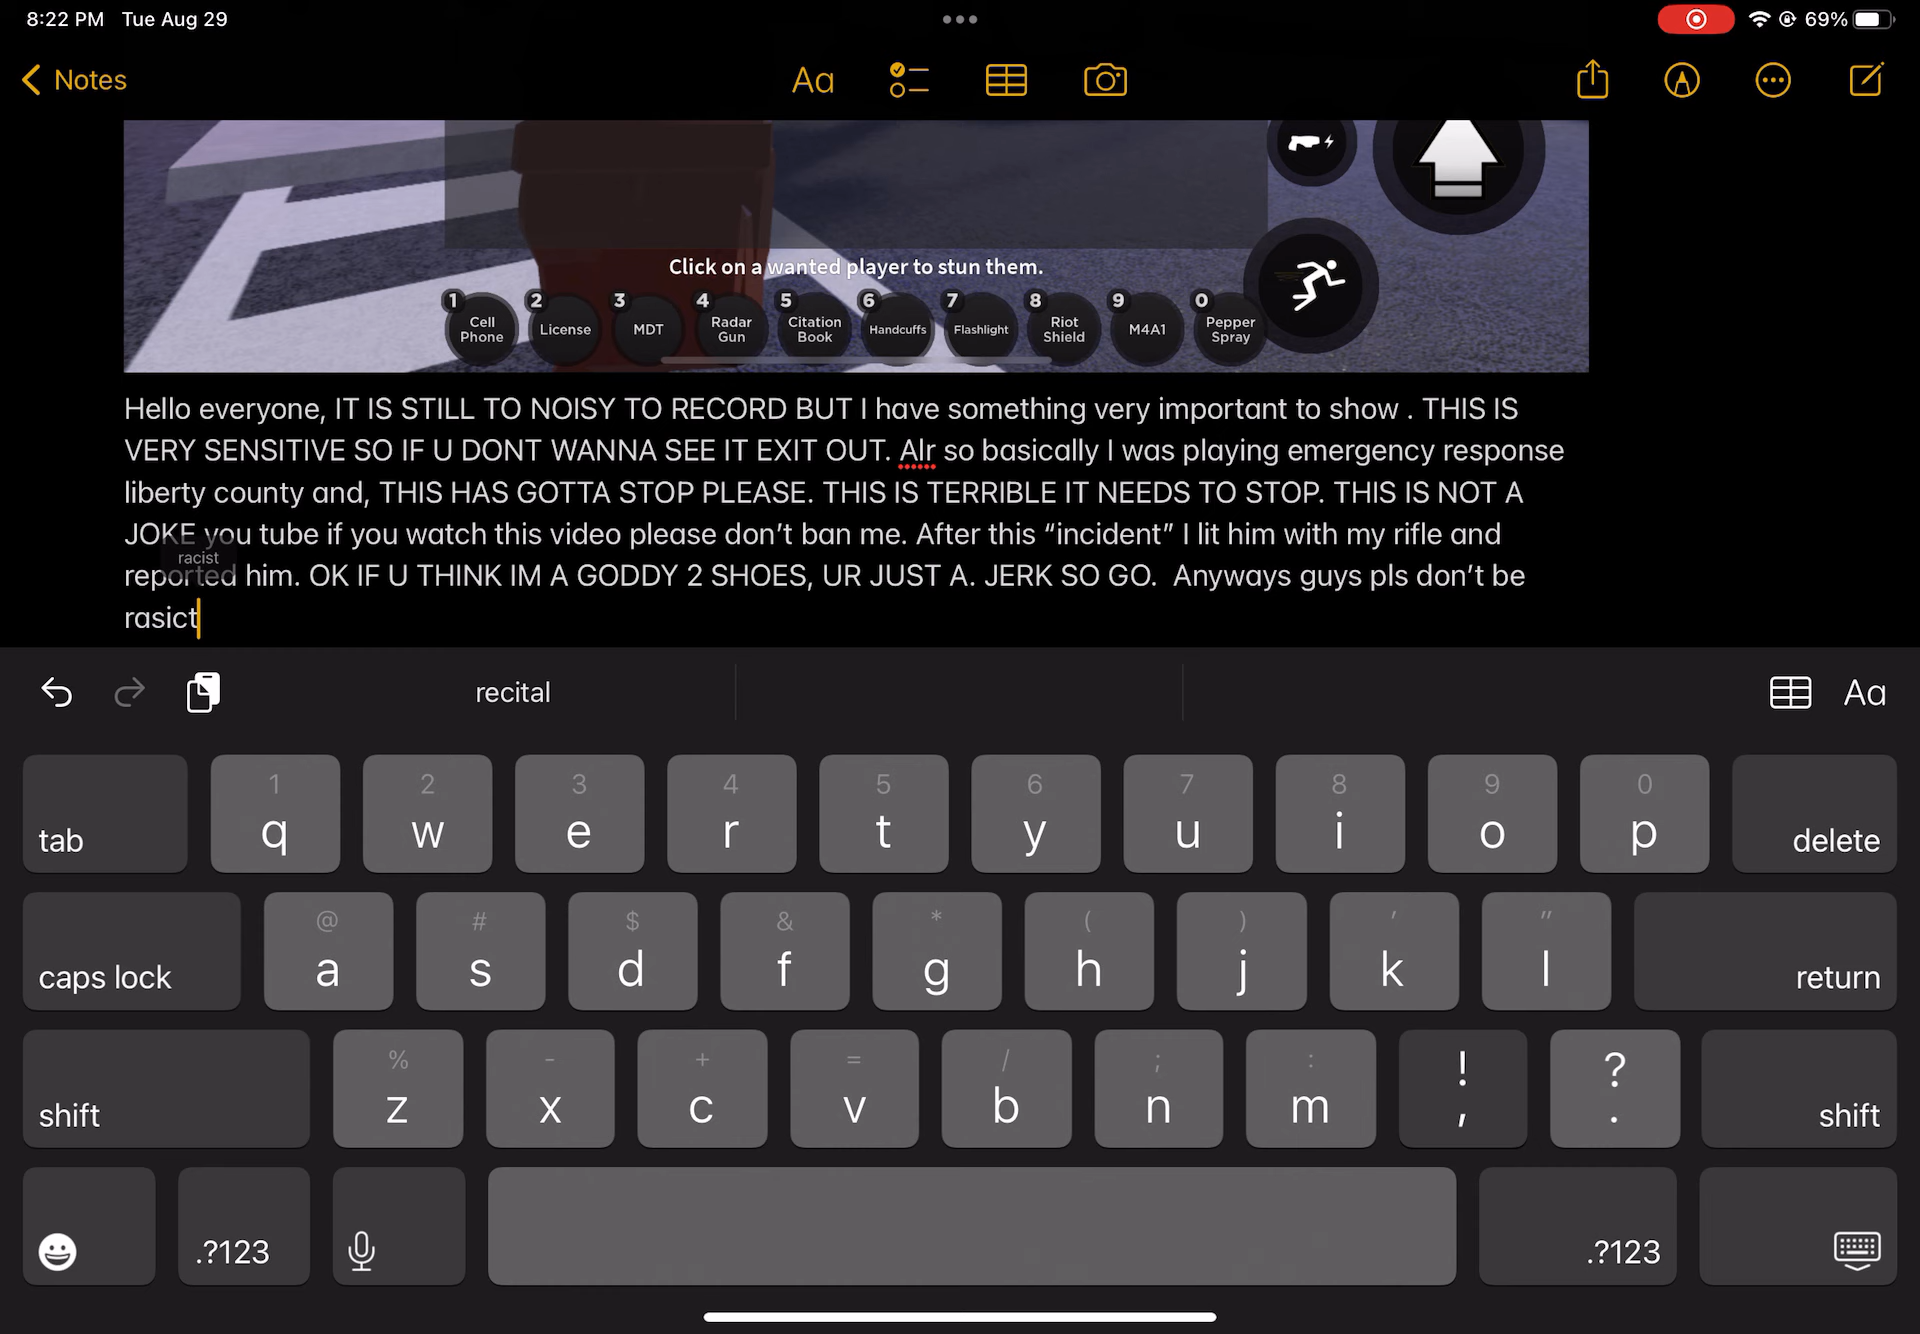 8:22 PM Tue Aug 29
69%
Notes
Aa
Click on a wanted player to stun them.
1 2 3 4 5 6 7 8 9 0
Cell Phone License MDT Radar Gun Citation Book Handcuffs Flashlight Riot Shield M4A1 Pepper Spray
Hello everyone, IT IS STILL TO NOISY TO RECORD BUT I have something very important to show . THIS IS
VERY SENSITIVE SO IF U DONT WANNA SEE IT EXIT OUT. Alr so basically I was playing emergency response
liberty county and, THIS HAS GOTTA STOP PLEASE. THIS IS TERRIBLE IT NEEDS TO STOP. THIS IS NOT A
JOKE you tube if you watch this video please don’t ban me. After this “incident” I lit him with my rifle and
racist
reported him. OK IF U THINK IM A GODDY 2 SHOES, UR JUST A. JERK SO GO.  Anyways guys pls don’t be
rasict
recital
Aa
1 2 3 4 5 6 7 8 9 0
tab q w e r t y u i o p delete
@ # $ & * ( ) ' "
caps lock a s d f g h j k l return
% - + = / ; : ! ?
shift z x c v b n m , . shift
.?123 .?123